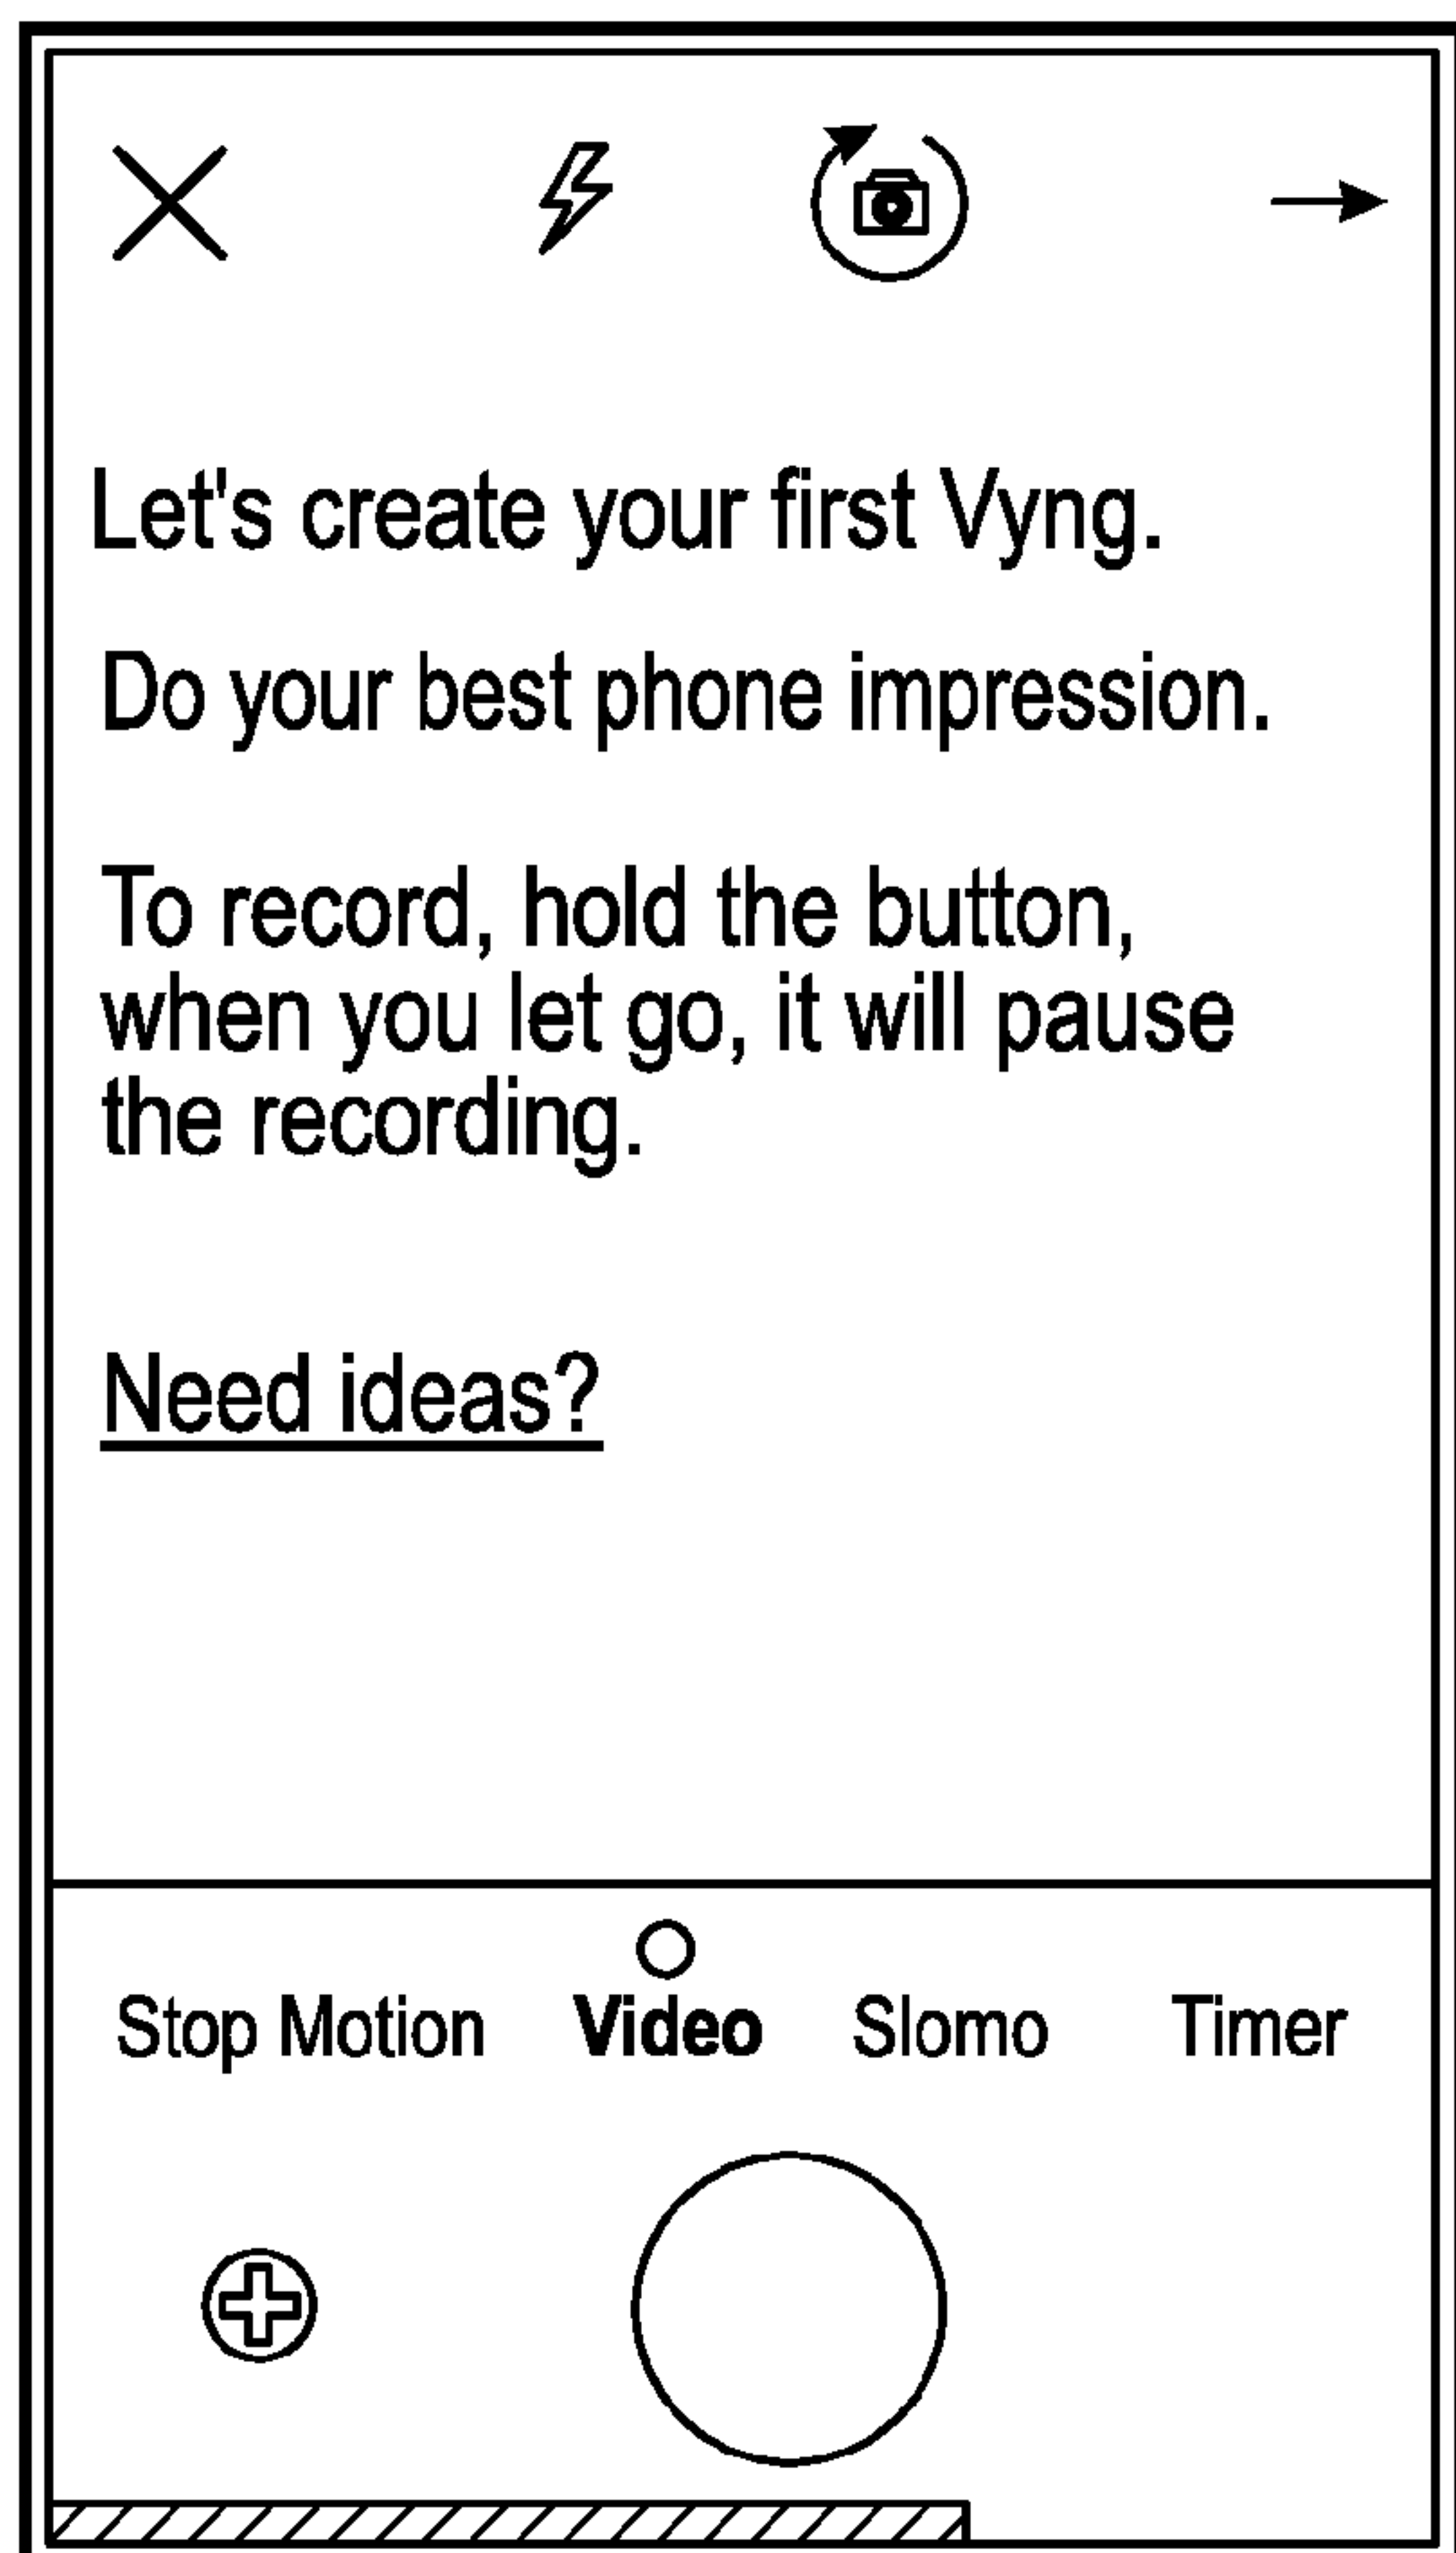 Let's create your first Vyng.
Do your best phone impression.
To record, hold the button,
when you let go, it will pause
the recording.
Need ideas?
Stop Motion Video Slomo Timer